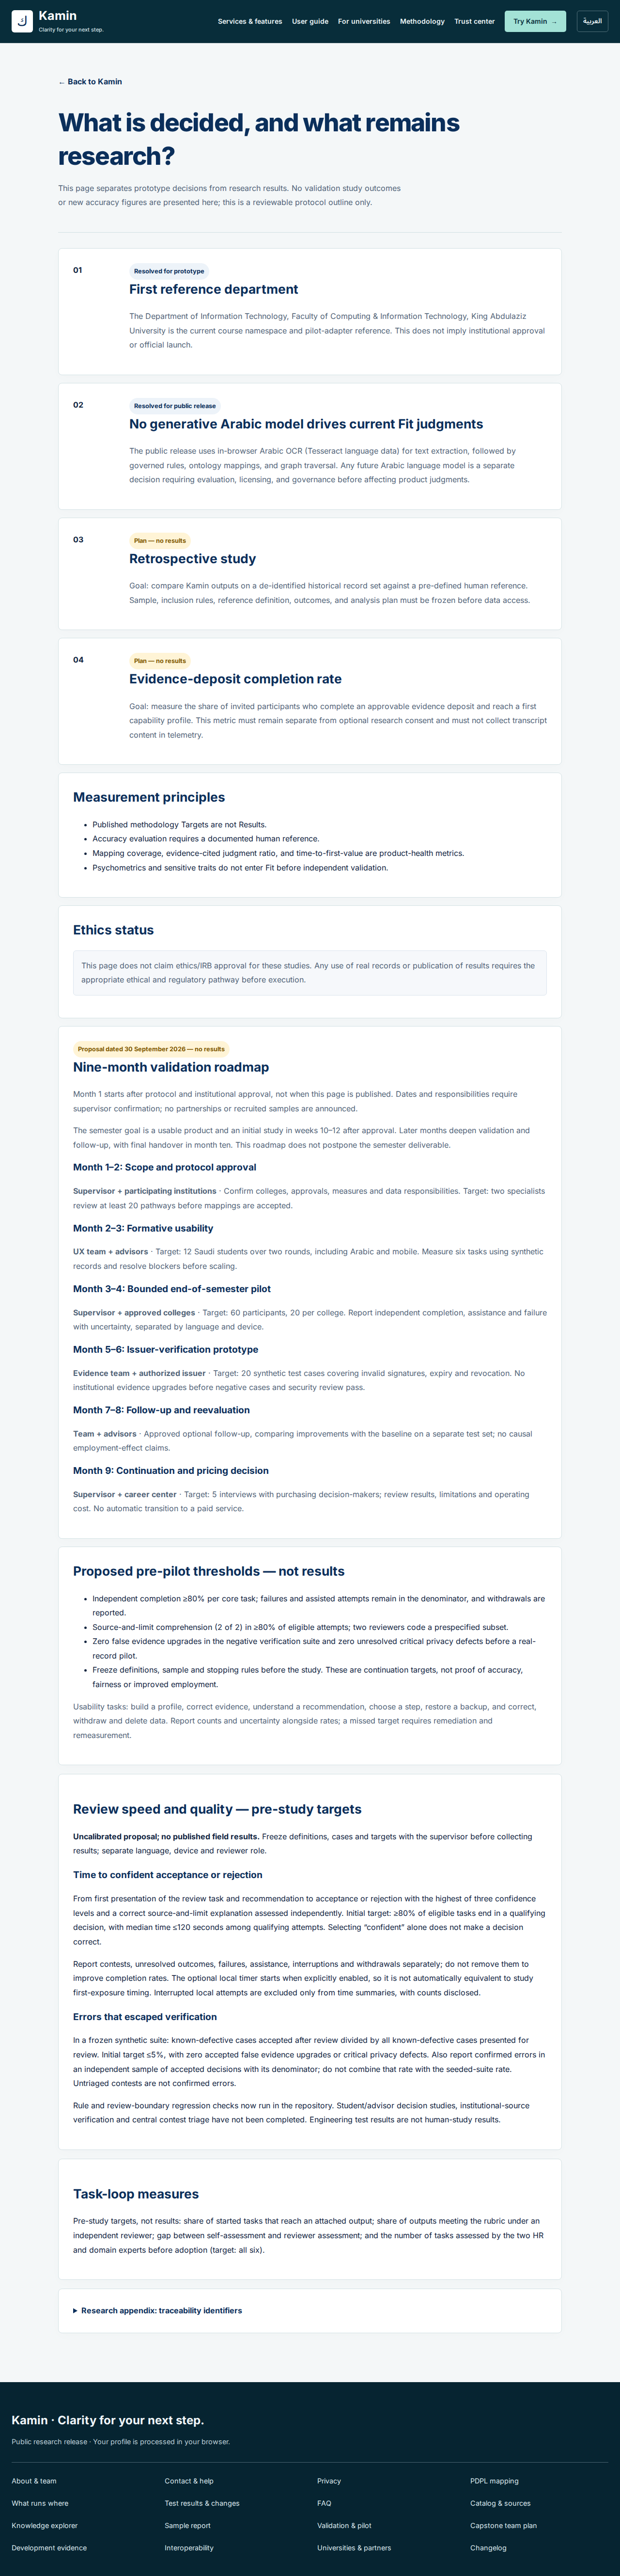 ك
Kamin
Clarity for your next step.
Services & features
User guide
For universities
Methodology
Trust center
Try Kamin →
العربية
← Back to Kamin
What is decided, and what remains
research?
This page separates prototype decisions from research results. No validation study outcomes
or new accuracy figures are presented here; this is a reviewable protocol outline only.
01
Resolved for prototype
First reference department
The Department of Information Technology, Faculty of Computing & Information Technology, King Abdulaziz
University is the current course namespace and pilot-adapter reference. This does not imply institutional approval
or official launch.
02
Resolved for public release
No generative Arabic model drives current Fit judgments
The public release uses in-browser Arabic OCR (Tesseract language data) for text extraction, followed by
governed rules, ontology mappings, and graph traversal. Any future Arabic language model is a separate
decision requiring evaluation, licensing, and governance before affecting product judgments.
03
Plan — no results
Retrospective study
Goal: compare Kamin outputs on a de-identified historical record set against a pre-defined human reference.
Sample, inclusion rules, reference definition, outcomes, and analysis plan must be frozen before data access.
04
Plan — no results
Evidence-deposit completion rate
Goal: measure the share of invited participants who complete an approvable evidence deposit and reach a first
capability profile. This metric must remain separate from optional research consent and must not collect transcript
content in telemetry.
Measurement principles
• Published methodology Targets are not Results.
• Accuracy evaluation requires a documented human reference.
• Mapping coverage, evidence-cited judgment ratio, and time-to-first-value are product-health metrics.
• Psychometrics and sensitive traits do not enter Fit before independent validation.
Ethics status
This page does not claim ethics/IRB approval for these studies. Any use of real records or publication of results requires the
appropriate ethical and regulatory pathway before execution.
Proposal dated 30 September 2026 — no results
Nine-month validation roadmap
Month 1 starts after protocol and institutional approval, not when this page is published. Dates and responsibilities require
supervisor confirmation; no partnerships or recruited samples are announced.
The semester goal is a usable product and an initial study in weeks 10–12 after approval. Later months deepen validation and
follow-up, with final handover in month ten. This roadmap does not postpone the semester deliverable.
Month 1–2: Scope and protocol approval
Supervisor + participating institutions · Confirm colleges, approvals, measures and data responsibilities. Target: two specialists
review at least 20 pathways before mappings are accepted.
Month 2–3: Formative usability
UX team + advisors · Target: 12 Saudi students over two rounds, including Arabic and mobile. Measure six tasks using synthetic
records and resolve blockers before scaling.
Month 3–4: Bounded end-of-semester pilot
Supervisor + approved colleges · Target: 60 participants, 20 per college. Report independent completion, assistance and failure
with uncertainty, separated by language and device.
Month 5–6: Issuer-verification prototype
Evidence team + authorized issuer · Target: 20 synthetic test cases covering invalid signatures, expiry and revocation. No
institutional evidence upgrades before negative cases and security review pass.
Month 7–8: Follow-up and reevaluation
Team + advisors · Approved optional follow-up, comparing improvements with the baseline on a separate test set; no causal
employment-effect claims.
Month 9: Continuation and pricing decision
Supervisor + career center · Target: 5 interviews with purchasing decision-makers; review results, limitations and operating
cost. No automatic transition to a paid service.
Proposed pre-pilot thresholds — not results
• Independent completion ≥80% per core task; failures and assisted attempts remain in the denominator, and withdrawals are
reported.
• Source-and-limit comprehension (2 of 2) in ≥80% of eligible attempts; two reviewers code a prespecified subset.
• Zero false evidence upgrades in the negative verification suite and zero unresolved critical privacy defects before a real-
record pilot.
• Freeze definitions, sample and stopping rules before the study. These are continuation targets, not proof of accuracy,
fairness or improved employment.
Usability tasks: build a profile, correct evidence, understand a recommendation, choose a step, restore a backup, and correct,
withdraw and delete data. Report counts and uncertainty alongside rates; a missed target requires remediation and
remeasurement.
Review speed and quality — pre-study targets
Uncalibrated proposal; no published field results. Freeze definitions, cases and targets with the supervisor before collecting
results; separate language, device and reviewer role.
Time to confident acceptance or rejection
From first presentation of the review task and recommendation to acceptance or rejection with the highest of three confidence
levels and a correct source-and-limit explanation assessed independently. Initial target: ≥80% of eligible tasks end in a qualifying
decision, with median time ≤120 seconds among qualifying attempts. Selecting “confident” alone does not make a decision
correct.
Report contests, unresolved outcomes, failures, assistance, interruptions and withdrawals separately; do not remove them to
improve completion rates. The optional local timer starts when explicitly enabled, so it is not automatically equivalent to study
first-exposure timing. Interrupted local attempts are excluded only from time summaries, with counts disclosed.
Errors that escaped verification
In a frozen synthetic suite: known-defective cases accepted after review divided by all known-defective cases presented for
review. Initial target ≤5%, with zero accepted false evidence upgrades or critical privacy defects. Also report confirmed errors in
an independent sample of accepted decisions with its denominator; do not combine that rate with the seeded-suite rate.
Untriaged contests are not confirmed errors.
Rule and review-boundary regression checks now run in the repository. Student/advisor decision studies, institutional-source
verification and central contest triage have not been completed. Engineering test results are not human-study results.
Task-loop measures
Pre-study targets, not results: share of started tasks that reach an attached output; share of outputs meeting the rubric under an
independent reviewer; gap between self-assessment and reviewer assessment; and the number of tasks assessed by the two HR
and domain experts before adoption (target: all six).
▶ Research appendix: traceability identifiers
Kamin · Clarity for your next step.
Public research release · Your profile is processed in your browser.
About & team
Contact & help
Privacy
PDPL mapping
What runs where
Test results & changes
FAQ
Catalog & sources
Knowledge explorer
Sample report
Validation & pilot
Capstone team plan
Development evidence
Interoperability
Universities & partners
Changelog